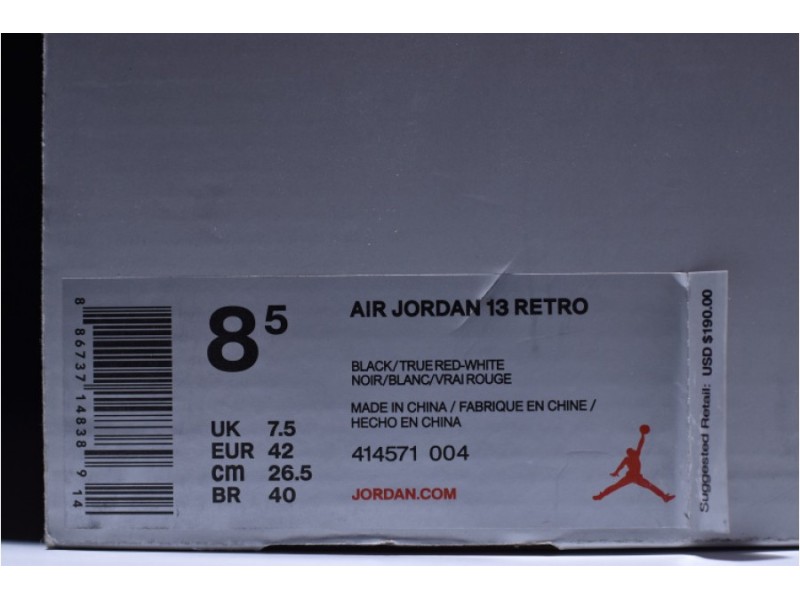 8 86737 14838 9 14
8 5
UK 7.5
EUR 42
cm 26.5
BR 40
AIR JORDAN 13 RETRO
BLACK/TRUE RED-WHITE
NOIR/BLANC/VRAI ROUGE
MADE IN CHINA / FABRIQUE EN CHINE /
HECHO EN CHINA
414571 004
JORDAN.COM
Suggested Retail: USD $190.00